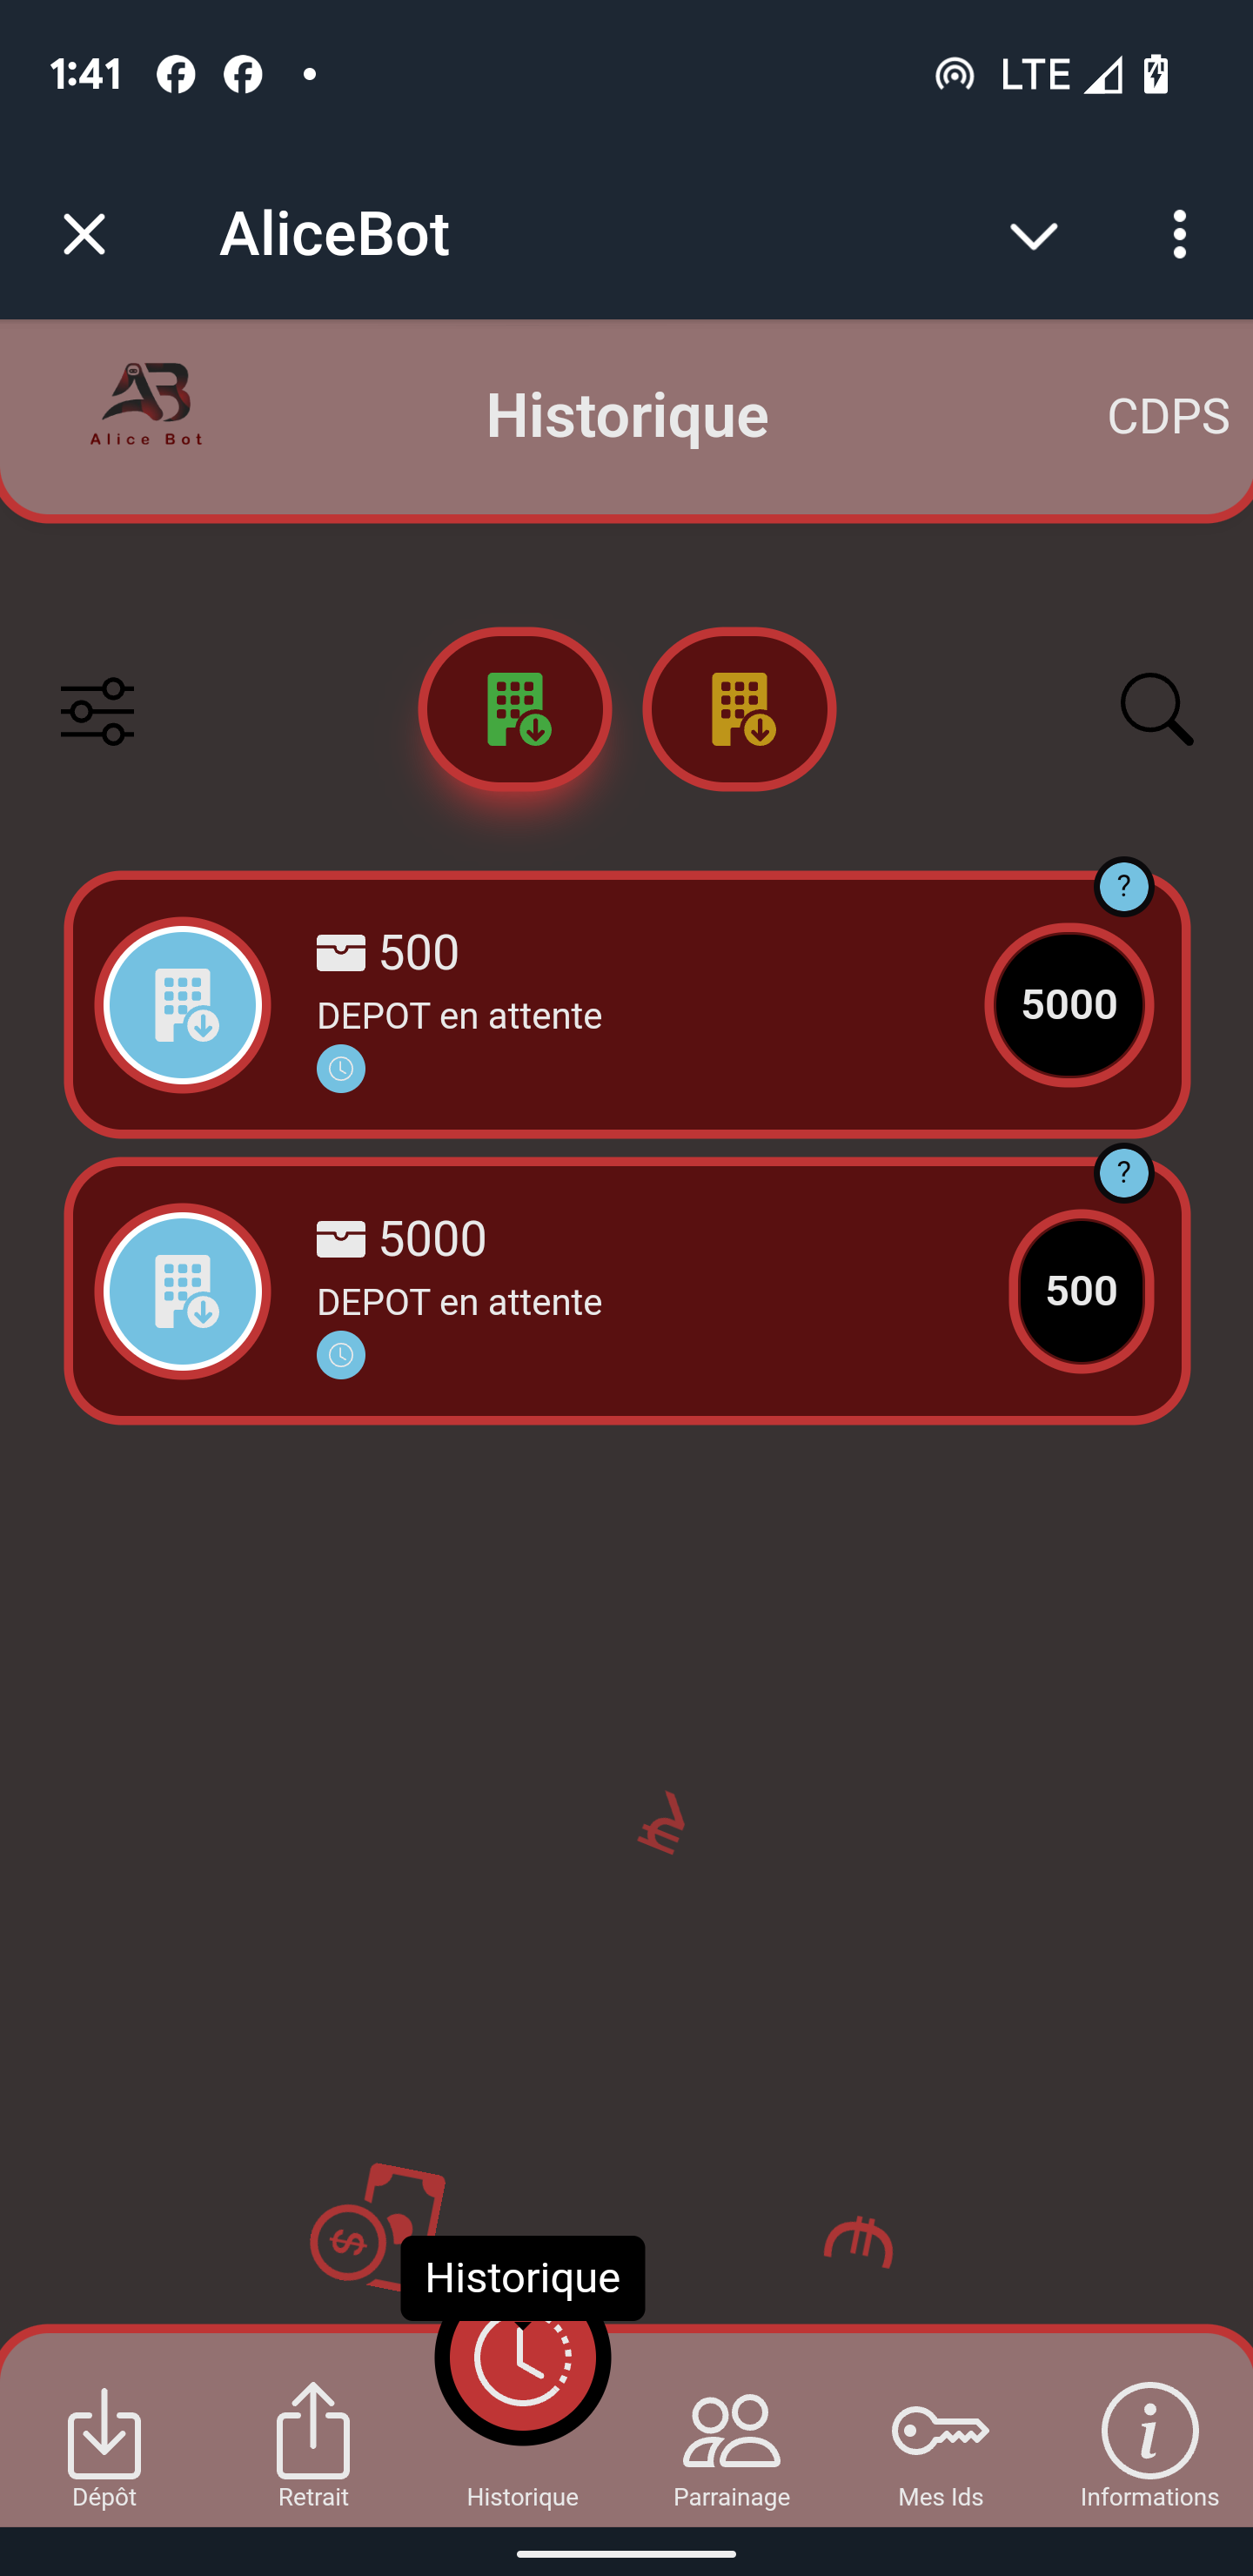 1:41 LTE
AliceBot
Alice Bot
Historique
CDPS
?
500
DEPOT en attente
5000
?
5000
DEPOT en attente
500
Historique
Dépôt
Retrait
Historique
Parrainage
Mes Ids
Informations